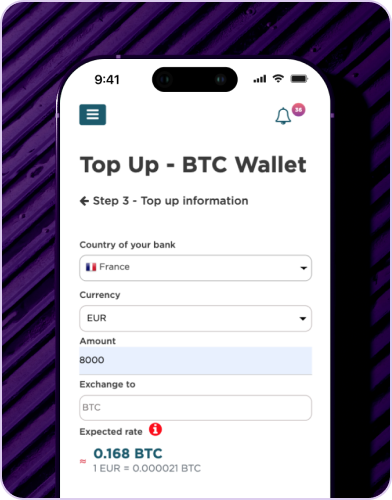 9:41
36
Top Up - BTC Wallet
Step 3 - Top up information
Country of your bank
France
Currency
EUR
Amount
8000
Exchange to
BTC
Expected rate
≈ 0.168 BTC
1 EUR = 0.000021 BTC